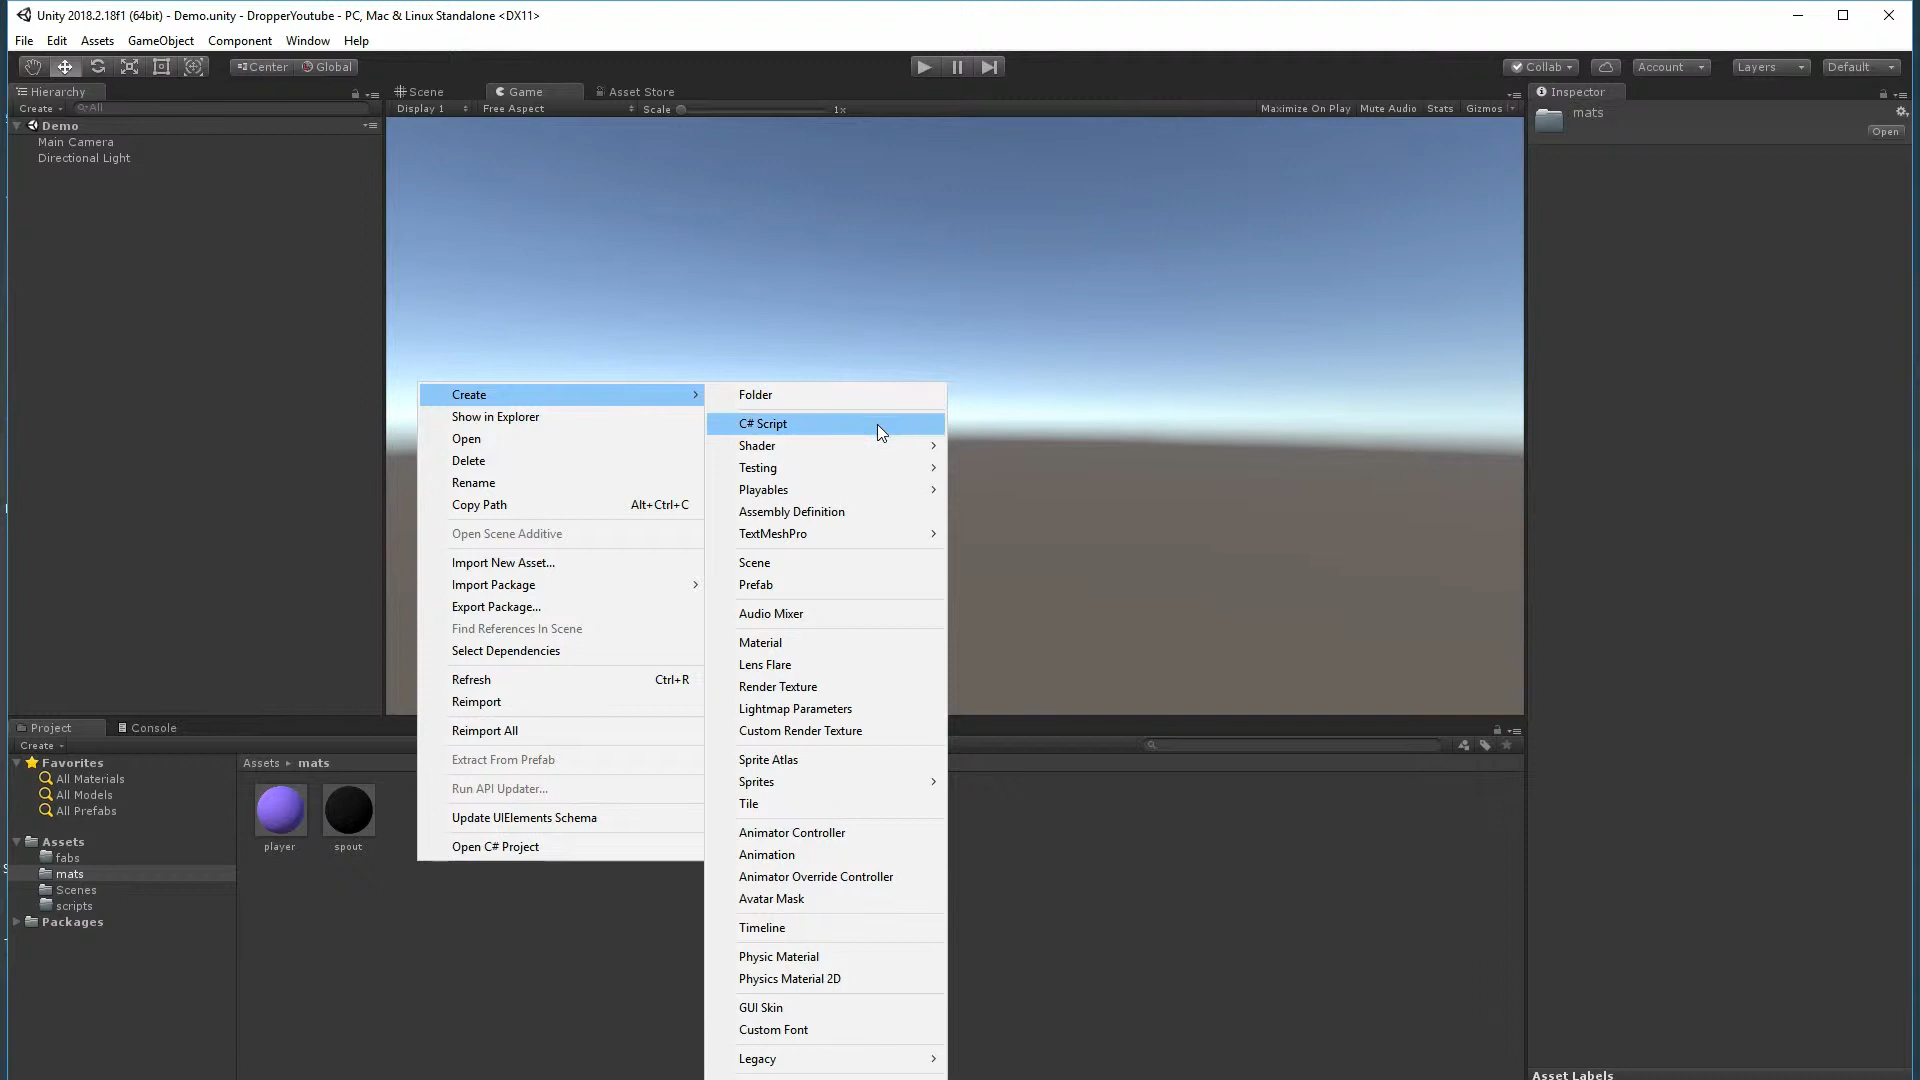 Unity 2018.2.18f1 (64bit) - Demo.unity - DropperYoutube - PC, Mac & Linux Standalone <DX11>
File Edit Assets GameObject Component Window Help
Center Global Collab Account Layers Default
Hierarchy
Create All
Demo
Main Camera
Directional Light
Scene Game Asset Store
Display 1 Free Aspect Scale 1x Maximize On Play Mute Audio Stats Gizmos
Inspector
mats
Open
Create
Show in Explorer
Open
Delete
Rename
Copy Path Alt+Ctrl+C
Open Scene Additive
Import New Asset...
Import Package
Export Package...
Find References In Scene
Select Dependencies
Refresh Ctrl+R
Reimport
Reimport All
Extract From Prefab
Run API Updater...
Update UIElements Schema
Open C# Project
Folder
C# Script
Shader
Testing
Playables
Assembly Definition
TextMeshPro
Scene
Prefab
Audio Mixer
Material
Lens Flare
Render Texture
Lightmap Parameters
Custom Render Texture
Sprite Atlas
Sprites
Tile
Animator Controller
Animation
Animator Override Controller
Avatar Mask
Timeline
Physic Material
Physics Material 2D
GUI Skin
Custom Font
Legacy
Project Console
Create
Favorites
All Materials
All Models
All Prefabs
Assets
fabs
mats
Scenes
scripts
Packages
Assets ▸ mats
player spout
Asset Labels